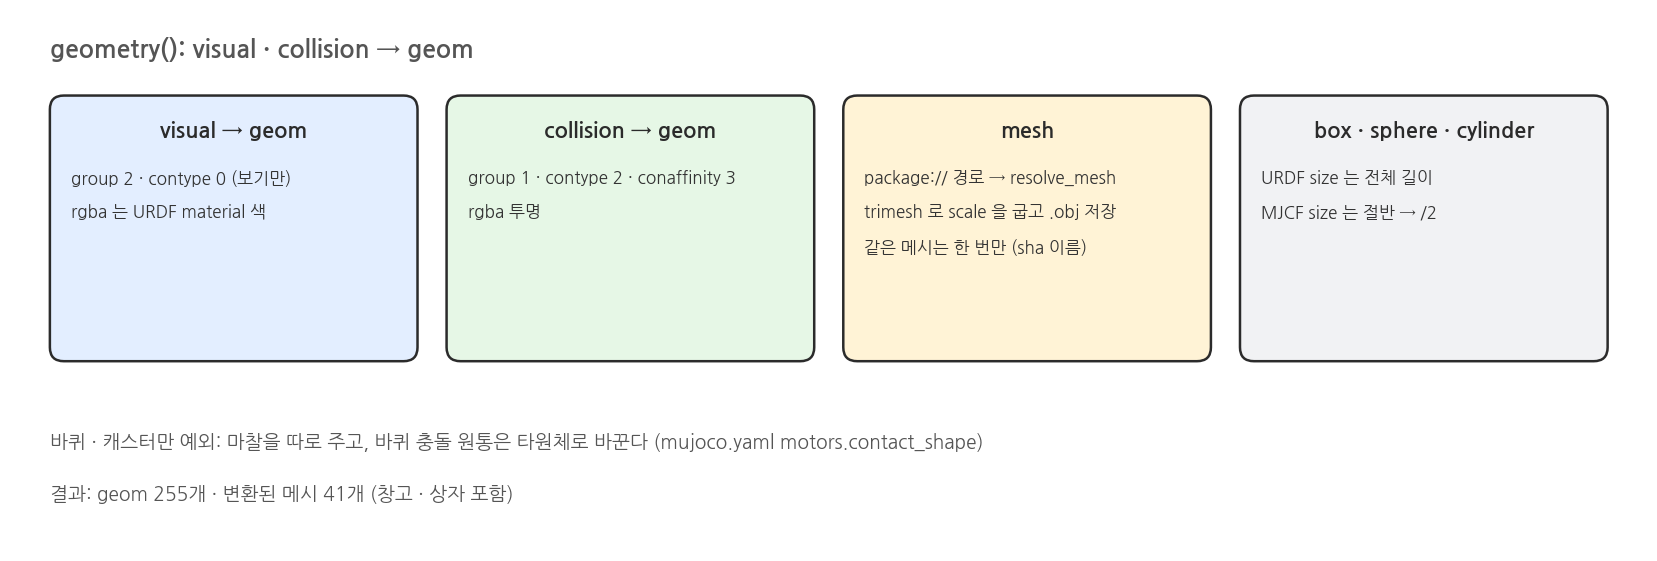 geometry(): visual · collision → geom
visual → geom
group 2 · contype 0 (보기만)
rgba 는 URDF material 색
collision → geom
group 1 · contype 2 · conaffinity 3
rgba 투명
mesh
package:// 경로 → resolve_mesh
trimesh 로 scale 을 굽고 .obj 저장
같은 메시는 한 번만 (sha 이름)
box · sphere · cylinder
URDF size 는 전체 길이
MJCF size 는 절반 → /2
바퀴 · 캐스터만 예외: 마찰을 따로 주고, 바퀴 충돌 원통은 타원체로 바꾼다 (mujoco.yaml motors.contact_shape)
결과: geom 255개 · 변환된 메시 41개 (창고 · 상자 포함)